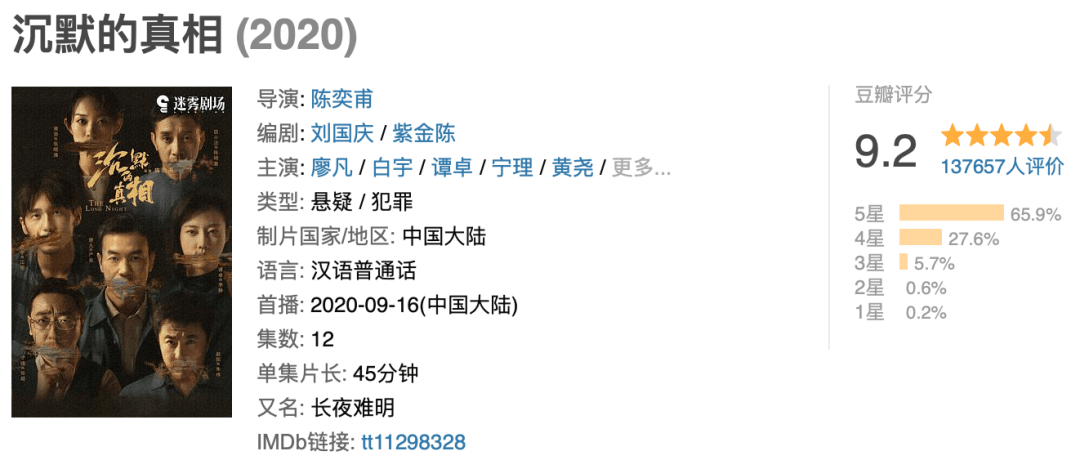 沉默的真相 (2020)
迷雾剧场
沉默的真相
THE LONG NIGHT
导演: 陈奕甫
编剧: 刘国庆 / 紫金陈
主演: 廖凡 / 白宇 / 谭卓 / 宁理 / 黄尧 / 更多...
类型: 悬疑 / 犯罪
制片国家/地区: 中国大陆
语言: 汉语普通话
首播: 2020-09-16(中国大陆)
集数: 12
单集片长: 45分钟
又名: 长夜难明
IMDb链接: tt11298328
豆瓣评分
9.2
137657人评价
5星 65.9%
4星 27.6%
3星 5.7%
2星 0.6%
1星 0.2%